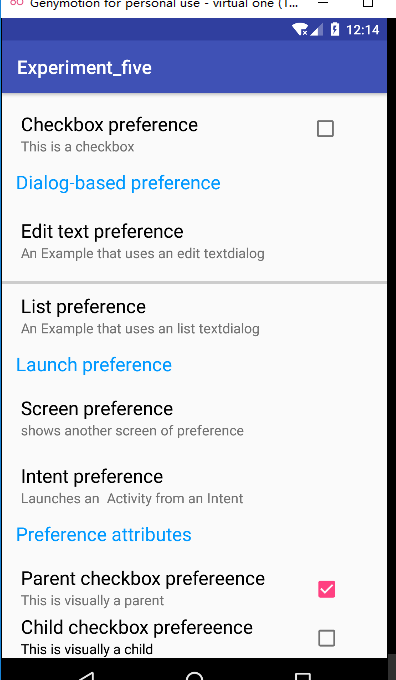 Genymotion for personal use - virtual one (T...
12:14
Experiment_five
Checkbox preference
This is a checkbox
Dialog-based preference
Edit text preference
An Example that uses an edit textdialog
List preference
An Example that uses an list textdialog
Launch preference
Screen preference
shows another screen of preference
Intent preference
Launches an  Activity from an Intent
Preference attributes
Parent checkbox prefereence
This is visually a parent
Child checkbox prefereence
This is visually a child